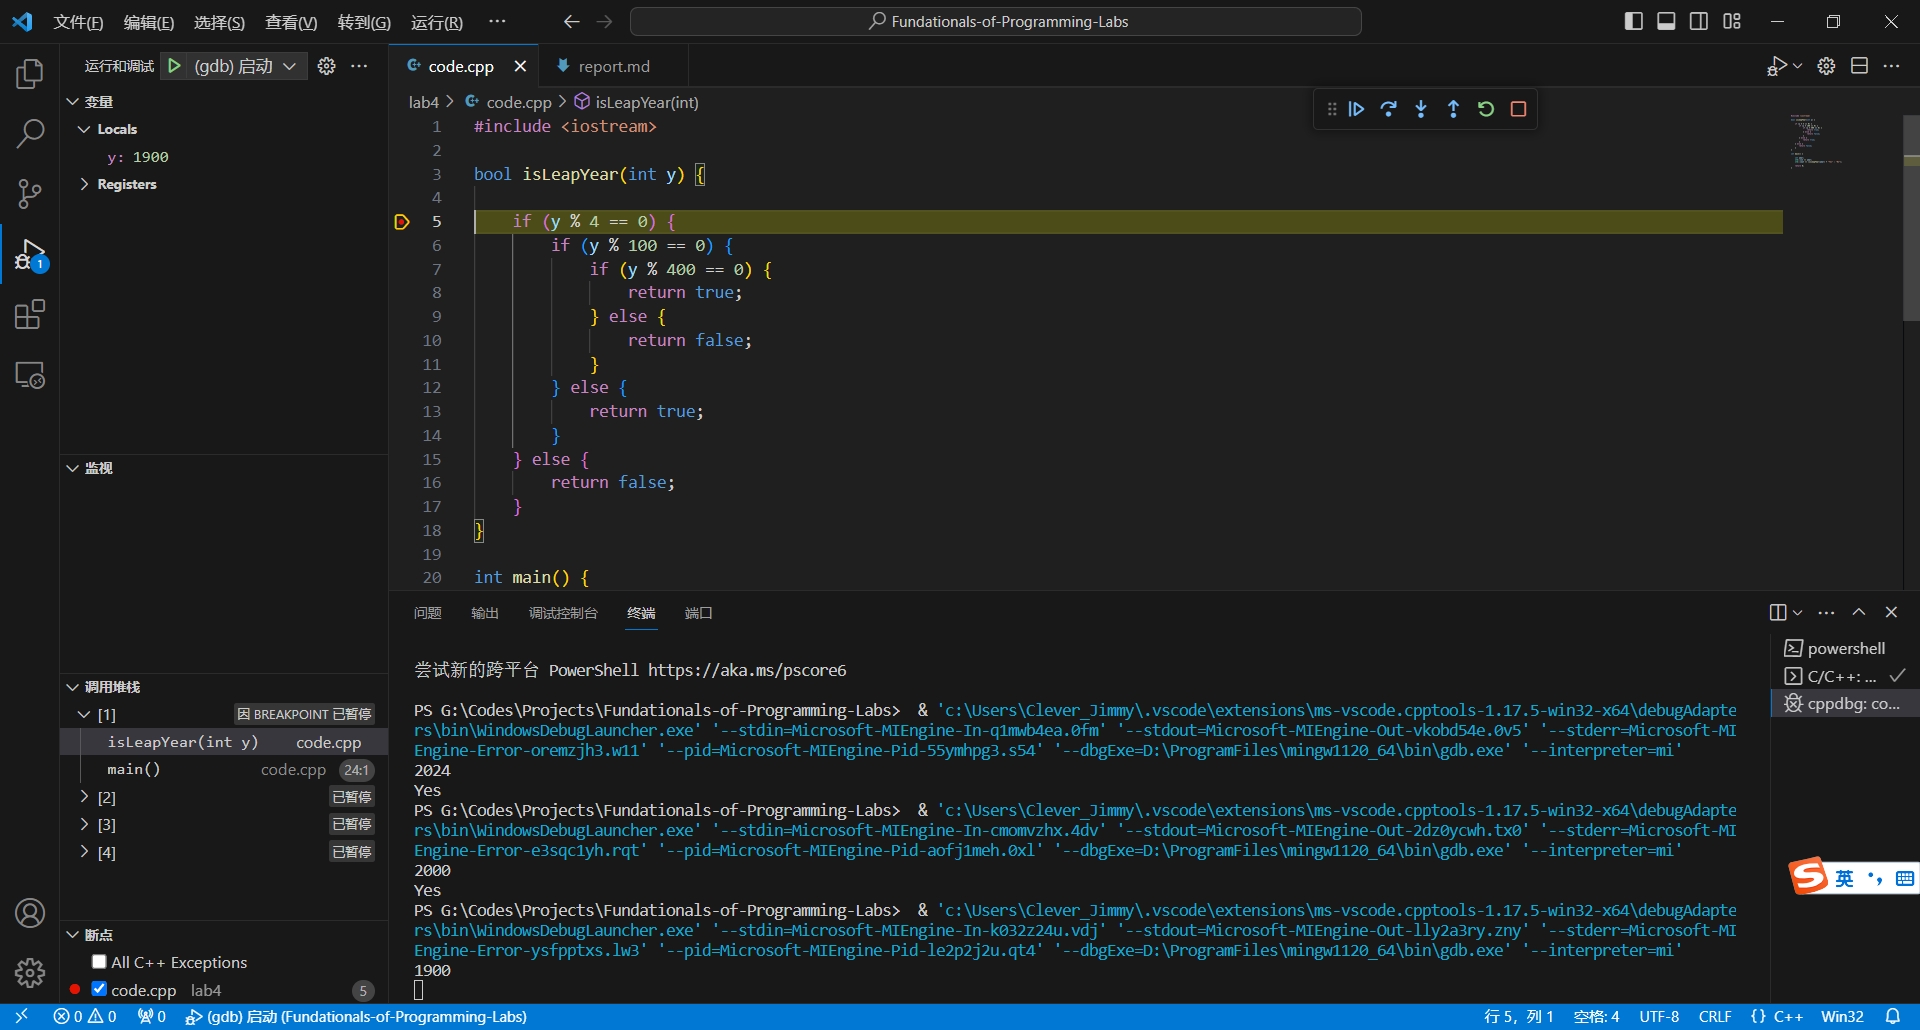 文件(F) 编辑(E) 选择(S) 查看(V) 转到(G) 运行(R) ··· Fundationals-of-Programming-Labs
运行和调试 (gdb) 启动 ···
变量
Locals
y: 1900
Registers
监视
调用堆栈
[1] 因 BREAKPOINT 已暂停
isLeapYear(int y) code.cpp
main() code.cpp 24:1
[2] 已暂停
[3] 已暂停
[4] 已暂停
断点
All C++ Exceptions
code.cpp lab4 5
code.cpp report.md
lab4 > code.cpp > isLeapYear(int)
1 #include <iostream>
2
3 bool isLeapYear(int y) {
4
5 if (y % 4 == 0) {
6 if (y % 100 == 0) {
7 if (y % 400 == 0) {
8 return true;
9 } else {
10 return false;
11 }
12 } else {
13 return true;
14 }
15 } else {
16 return false;
17 }
18 }
19
20 int main() {
问题 输出 调试控制台 终端 端口
尝试新的跨平台 PowerShell https://aka.ms/pscore6
PS G:\Codes\Projects\Fundationals-of-Programming-Labs> & 'c:\Users\Clever_Jimmy\.vscode\extensions\ms-vscode.cpptools-1.17.5-win32-x64\debugAdapte
rs\bin\WindowsDebugLauncher.exe' '--stdin=Microsoft-MIEngine-In-q1mwb4ea.0fm' '--stdout=Microsoft-MIEngine-Out-vkobd54e.0v5' '--stderr=Microsoft-MI
Engine-Error-oremzjh3.w11' '--pid=Microsoft-MIEngine-Pid-55ymhpg3.s54' '--dbgExe=D:\ProgramFiles\mingw1120_64\bin\gdb.exe' '--interpreter=mi'
2024
Yes
PS G:\Codes\Projects\Fundationals-of-Programming-Labs> & 'c:\Users\Clever_Jimmy\.vscode\extensions\ms-vscode.cpptools-1.17.5-win32-x64\debugAdapte
rs\bin\WindowsDebugLauncher.exe' '--stdin=Microsoft-MIEngine-In-cmomvzhx.4dv' '--stdout=Microsoft-MIEngine-Out-2dz0ycwh.tx0' '--stderr=Microsoft-MI
Engine-Error-e3sqc1yh.rqt' '--pid=Microsoft-MIEngine-Pid-aofj1meh.0xl' '--dbgExe=D:\ProgramFiles\mingw1120_64\bin\gdb.exe' '--interpreter=mi'
2000
Yes
PS G:\Codes\Projects\Fundationals-of-Programming-Labs> & 'c:\Users\Clever_Jimmy\.vscode\extensions\ms-vscode.cpptools-1.17.5-win32-x64\debugAdapte
rs\bin\WindowsDebugLauncher.exe' '--stdin=Microsoft-MIEngine-In-k032z24u.vdj' '--stdout=Microsoft-MIEngine-Out-lly2a3ry.zny' '--stderr=Microsoft-MI
Engine-Error-ysfpptxs.lw3' '--pid=Microsoft-MIEngine-Pid-le2p2j2u.qt4' '--dbgExe=D:\ProgramFiles\mingw1120_64\bin\gdb.exe' '--interpreter=mi'
1900
powershell
C/C++: ...
cppdbg: co...
英
1
0 0 0 (gdb) 启动 (Fundationals-of-Programming-Labs) 行 5，列 1 空格: 4 UTF-8 CRLF {} C++ Win32